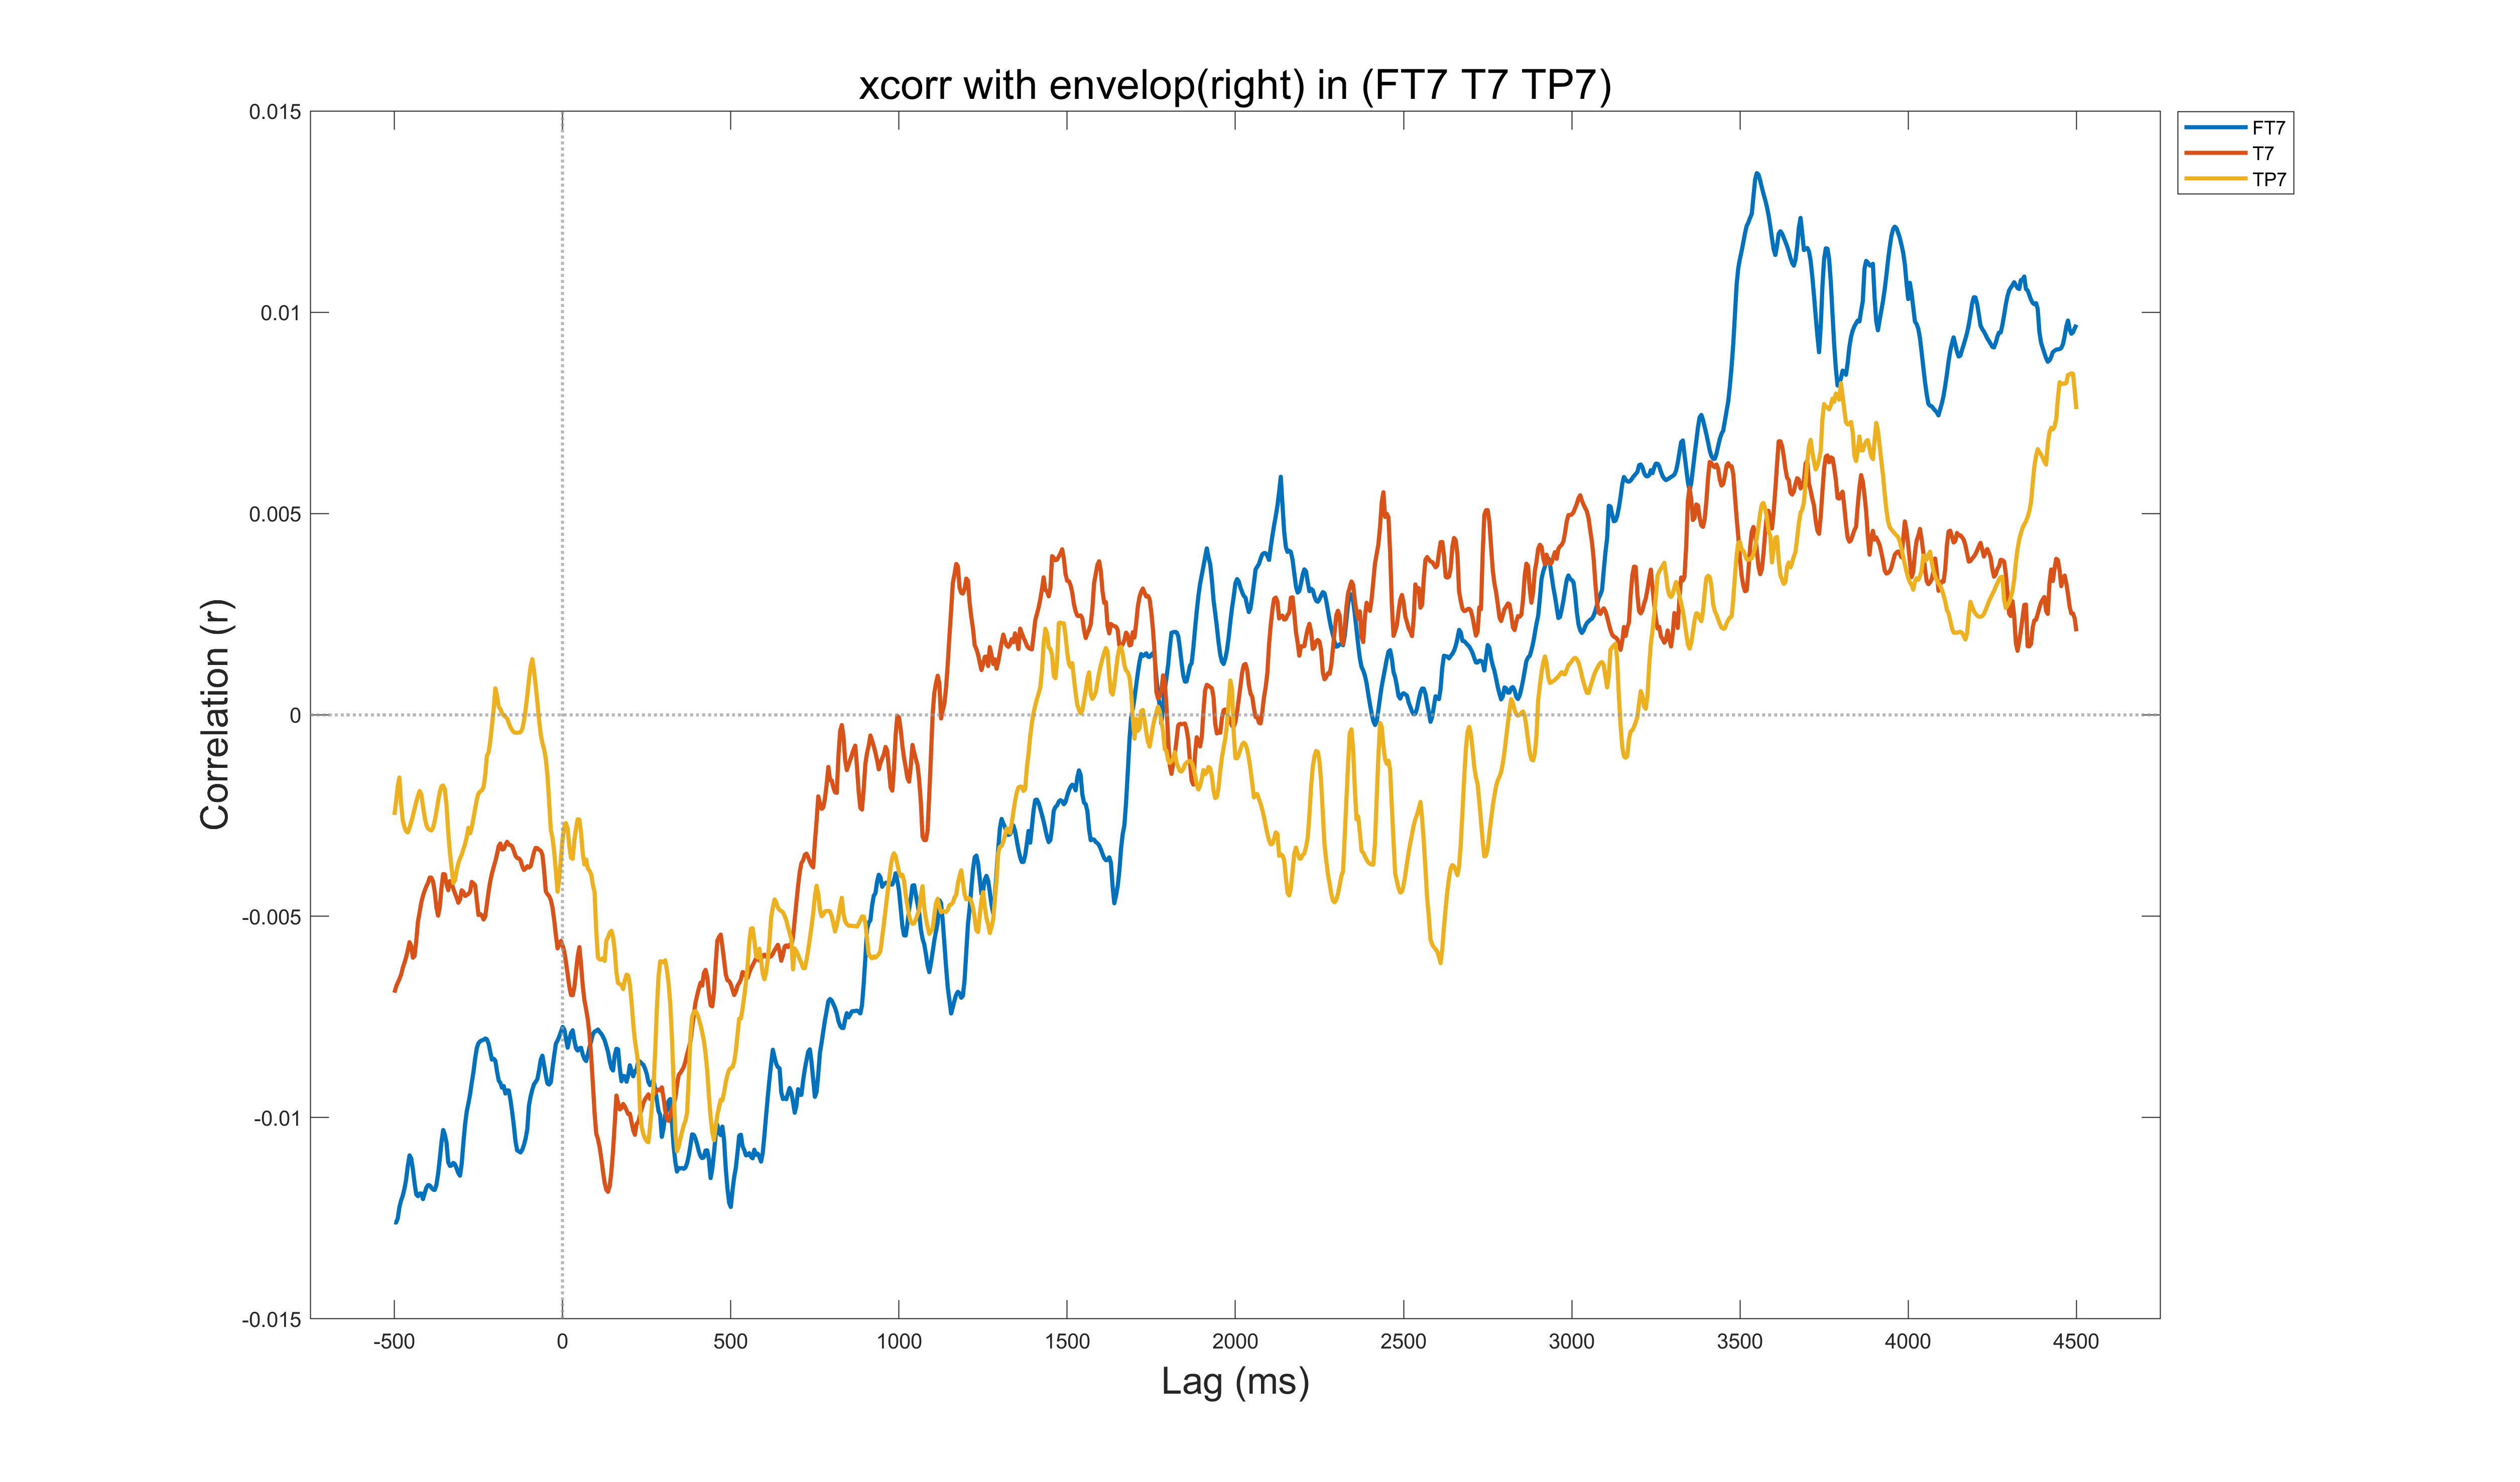 xcorr with envelop(right) in (FT7 T7 TP7)
0.015
0.01
0.005
0
-0.005
-0.01
-0.015
Correlation (r)
-500 0 500 1000 1500 2000 2500 3000 3500 4000 4500
Lag (ms)
FT7
T7
TP7